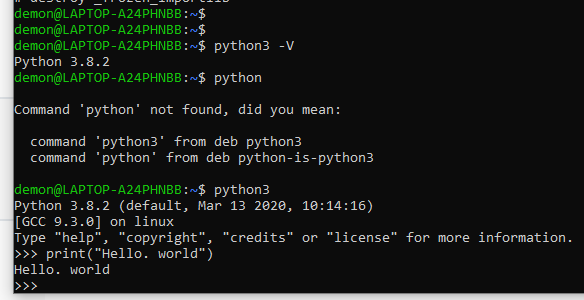 # destroy _frozen_importlib
demon@LAPTOP-A24PHNBB:~$
demon@LAPTOP-A24PHNBB:~$
demon@LAPTOP-A24PHNBB:~$ python3 -V
Python 3.8.2
demon@LAPTOP-A24PHNBB:~$ python
Command 'python' not found, did you mean:
command 'python3' from deb python3
command 'python' from deb python-is-python3
demon@LAPTOP-A24PHNBB:~$ python3
Python 3.8.2 (default, Mar 13 2020, 10:14:16)
[GCC 9.3.0] on linux
Type "help", "copyright", "credits" or "license" for more information.
>>> print("Hello. world")
Hello. world
>>>